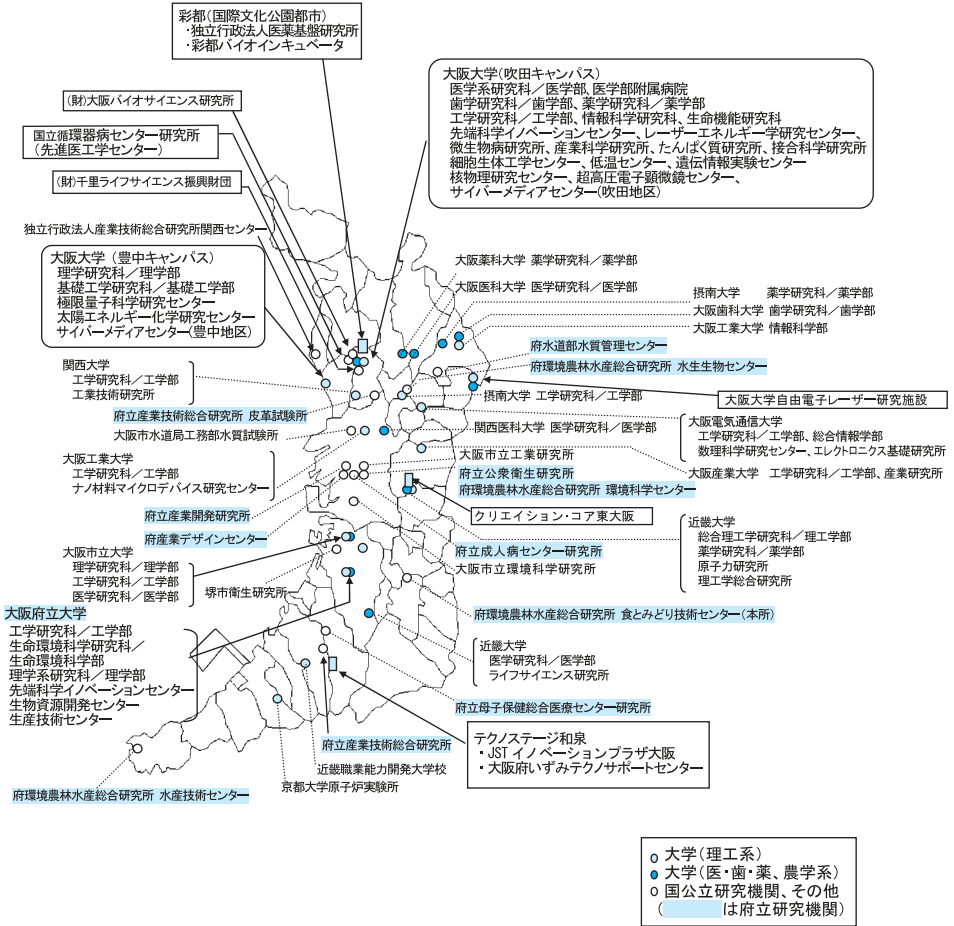 彩都(国際文化公園都市)
・独立行政法人医薬基盤研究所
・彩都バイオインキュベータ
(財)大阪バイオサイエンス研究所
国立循環器病センター研究所
(先進医工学センター)
(財)千里ライフサイエンス振興財団
独立行政法人産業技術総合研究所関西センター
大阪大学(吹田キャンパス)
医学系研究科/医学部、医学部附属病院
歯学研究科/歯学部、薬学研究科/薬学部
工学研究科/工学部、情報科学研究科、生命機能研究科
先端科学イノベーションセンター、レーザーエネルギー学研究センター、
微生物病研究所、産業科学研究所、たんぱく質研究所、接合科学研究所
細胞生体工学センター、低温センター、遺伝情報実験センター
核物理研究センター、超高圧電子顕微鏡センター、
サイバーメディアセンター(吹田地区)
大阪大学(豊中キャンパス)
理学研究科/理学部
基礎工学研究科/基礎工学部
極限量子科学研究センター
太陽エネルギー化学研究センター
サイバーメディアセンター(豊中地区)
大阪薬科大学 薬学研究科/薬学部
大阪医科大学 医学研究科/医学部
摂南大学 薬学研究科/薬学部
大阪歯科大学 歯学研究科/歯学部
大阪工業大学 情報科学部
府水道部水質管理センター
府環境農林水産総合研究所 水生生物センター
関西大学
工学研究科/工学部
工業技術研究所
摂南大学 工学研究科/工学部
大阪大学自由電子レーザー研究施設
府立産業技術総合研究所 皮革試験所
大阪市水道局工務部水質試験所
関西医科大学 医学研究科/医学部
大阪電気通信大学
工学研究科/工学部、総合情報学部
数理科学研究センター、エレクトロニクス基礎研究所
大阪工業大学
工学研究科/工学部
ナノ材料マイクロデバイス研究センター
大阪市立工業研究所
府立公衆衛生研究所
府環境農林水産総合研究所 環境科学センター
大阪産業大学 工学研究科/工学部、産業研究所
府立産業開発研究所
府産業デザインセンター
クリエイション・コア東大阪
近畿大学
総合理工学研究科/理工学部
薬学研究科/薬学部
原子力研究所
理工学総合研究所
大阪市立大学
理学研究科/理学部
工学研究科/工学部
医学研究科/医学部
府立成人病センター研究所
大阪市立環境科学研究所
堺市衛生研究所
府環境農林水産総合研究所 食とみどり技術センター(本所)
大阪府立大学
工学研究科/工学部
生命環境科学研究科/
生命環境科学部
理学系研究科/理学部
先端科学イノベーションセンター
生物資源開発センター
生産技術センター
近畿大学
医学研究科/医学部
ライフサイエンス研究所
府立母子保健総合医療センター研究所
府立産業技術総合研究所
テクノステージ和泉
・JST イノベーションプラザ大阪
・大阪府いずみテクノサポートセンター
近畿職業能力開発大学校
京都大学原子炉実験所
府環境農林水産総合研究所 水産技術センター
大学(理工系)
大学(医・歯・薬、農学系)
国公立研究機関、その他
( は府立研究機関)